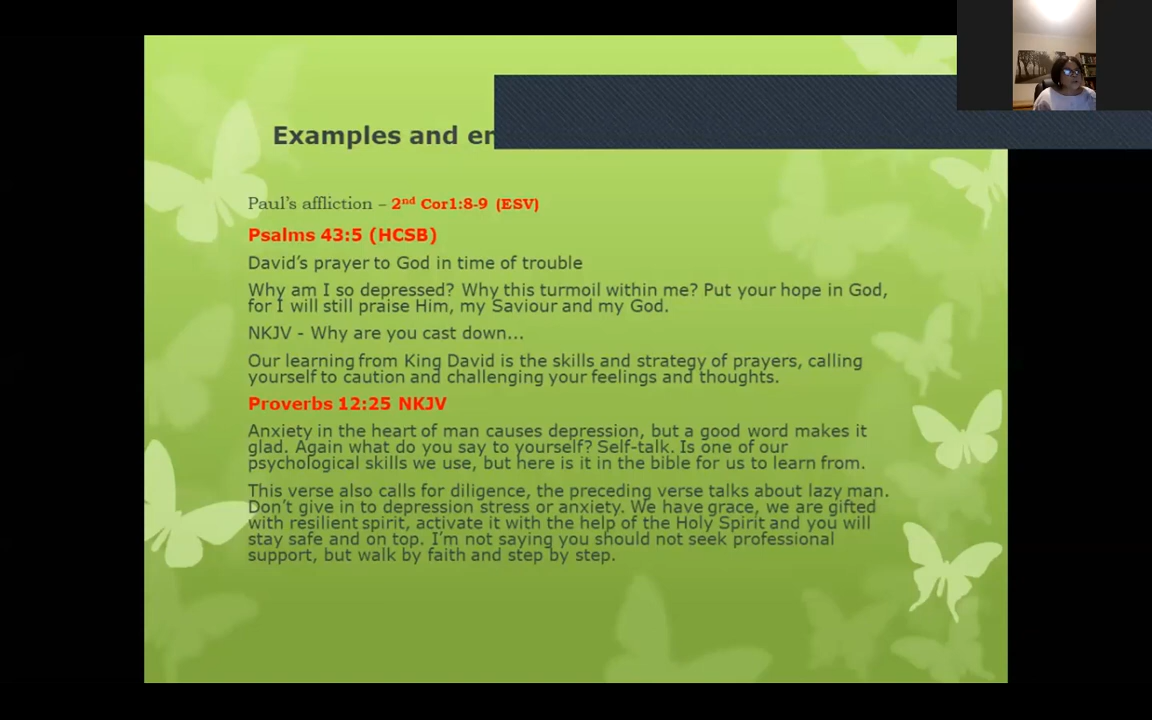 Examples and en
Paul's affliction – 2nd Cor1:8-9 (ESV)
Psalms 43:5 (HCSB)
David's prayer to God in time of trouble
Why am I so depressed? Why this turmoil within me? Put your hope in God,
for I will still praise Him, my Saviour and my God.
NKJV - Why are you cast down...
Our learning from King David is the skills and strategy of prayers, calling
yourself to caution and challenging your feelings and thoughts.
Proverbs 12:25 NKJV
Anxiety in the heart of man causes depression, but a good word makes it
glad. Again what do you say to yourself? Self-talk. Is one of our
psychological skills we use, but here is it in the bible for us to learn from.
This verse also calls for diligence, the preceding verse talks about lazy man.
Don't give in to depression stress or anxiety. We have grace, we are gifted
with resilient spirit, activate it with the help of the Holy Spirit and you will
stay safe and on top. I'm not saying you should not seek professional
support, but walk by faith and step by step.